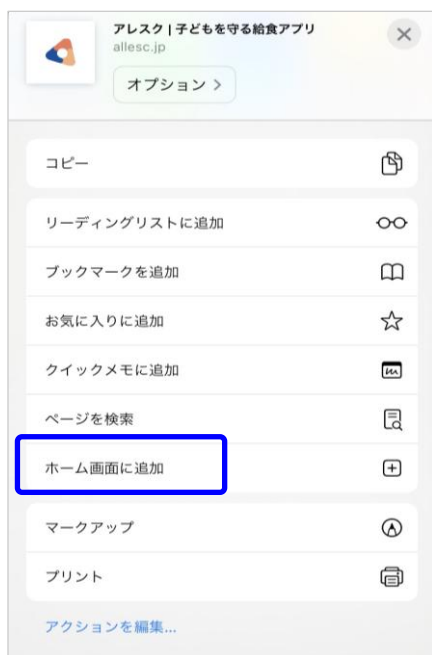 アレスク | 子どもを守る給食アプリ
allesc.jp
オプション >
コピー
リーディングリストに追加
ブックマークを追加
お気に入りに追加
クイックメモに追加
ページを検索
ホーム画面に追加
マークアップ
プリント
アクションを編集...